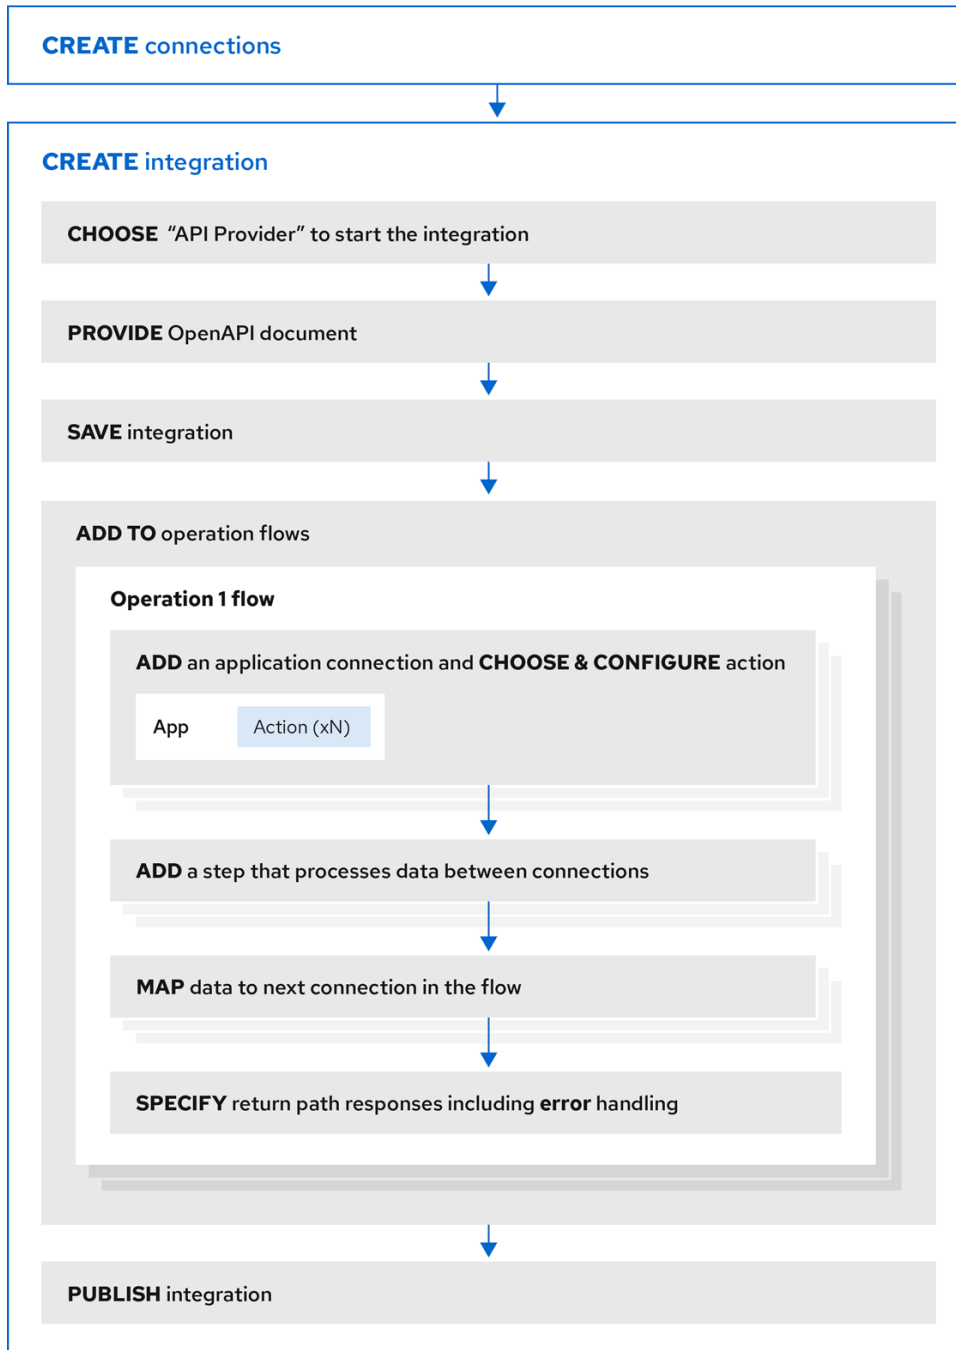 CREATE connections
CREATE integration
CHOOSE “API Provider” to start the integration
PROVIDE OpenAPI document
SAVE integration
ADD TO operation flows
Operation 1 flow
ADD an application connection and CHOOSE & CONFIGURE action
App
Action (xN)
ADD a step that processes data between connections
MAP data to next connection in the flow
SPECIFY return path responses including error handling
PUBLISH integration